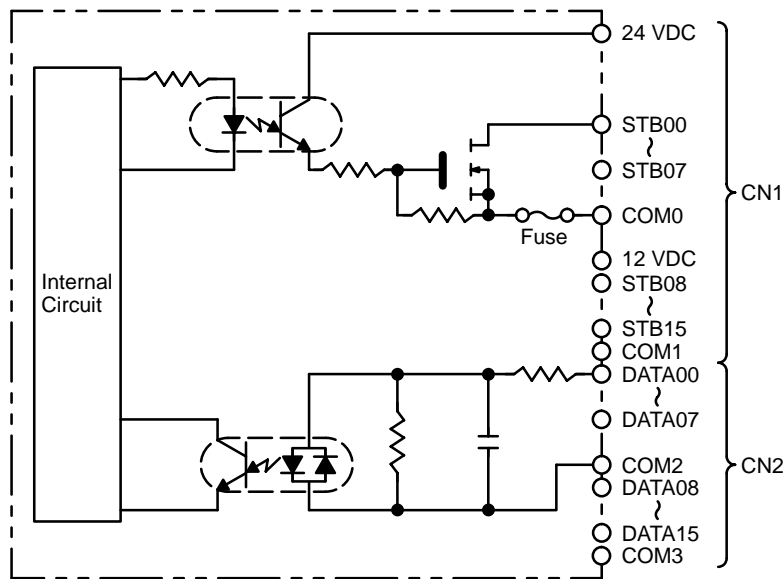 24 VDC
STB00
~
STB07
CN1
COM0
Fuse
12 VDC
STB08
~
STB15
COM1
Internal
Circuit
DATA00
~
DATA07
COM2
CN2
DATA08
~
DATA15
COM3